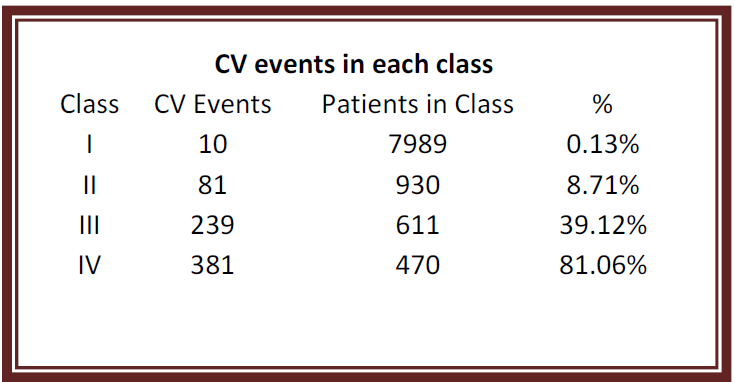 CV events in each class
Class CV Events Patients in Class %
I 10 7989 0.13%
II 81 930 8.71%
III 239 611 39.12%
IV 381 470 81.06%